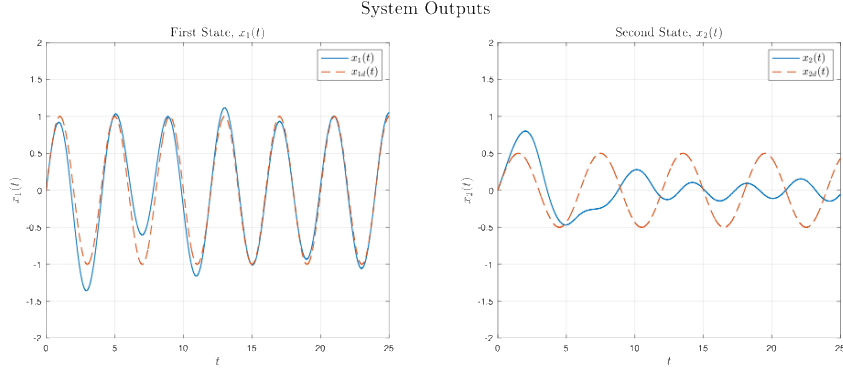 System Outputs
First State, x₁(t)
x₁(t)
x₁d(t)
2
1.5
1
0.5
0
-0.5
-1
-1.5
-2
x₁(t)
0
5
10
15
20
25
t
Second State, x₂(t)
x₂(t)
x₂d(t)
2
1.5
1
0.5
0
-0.5
-1
-1.5
-2
x₂(t)
0
5
10
15
20
25
t